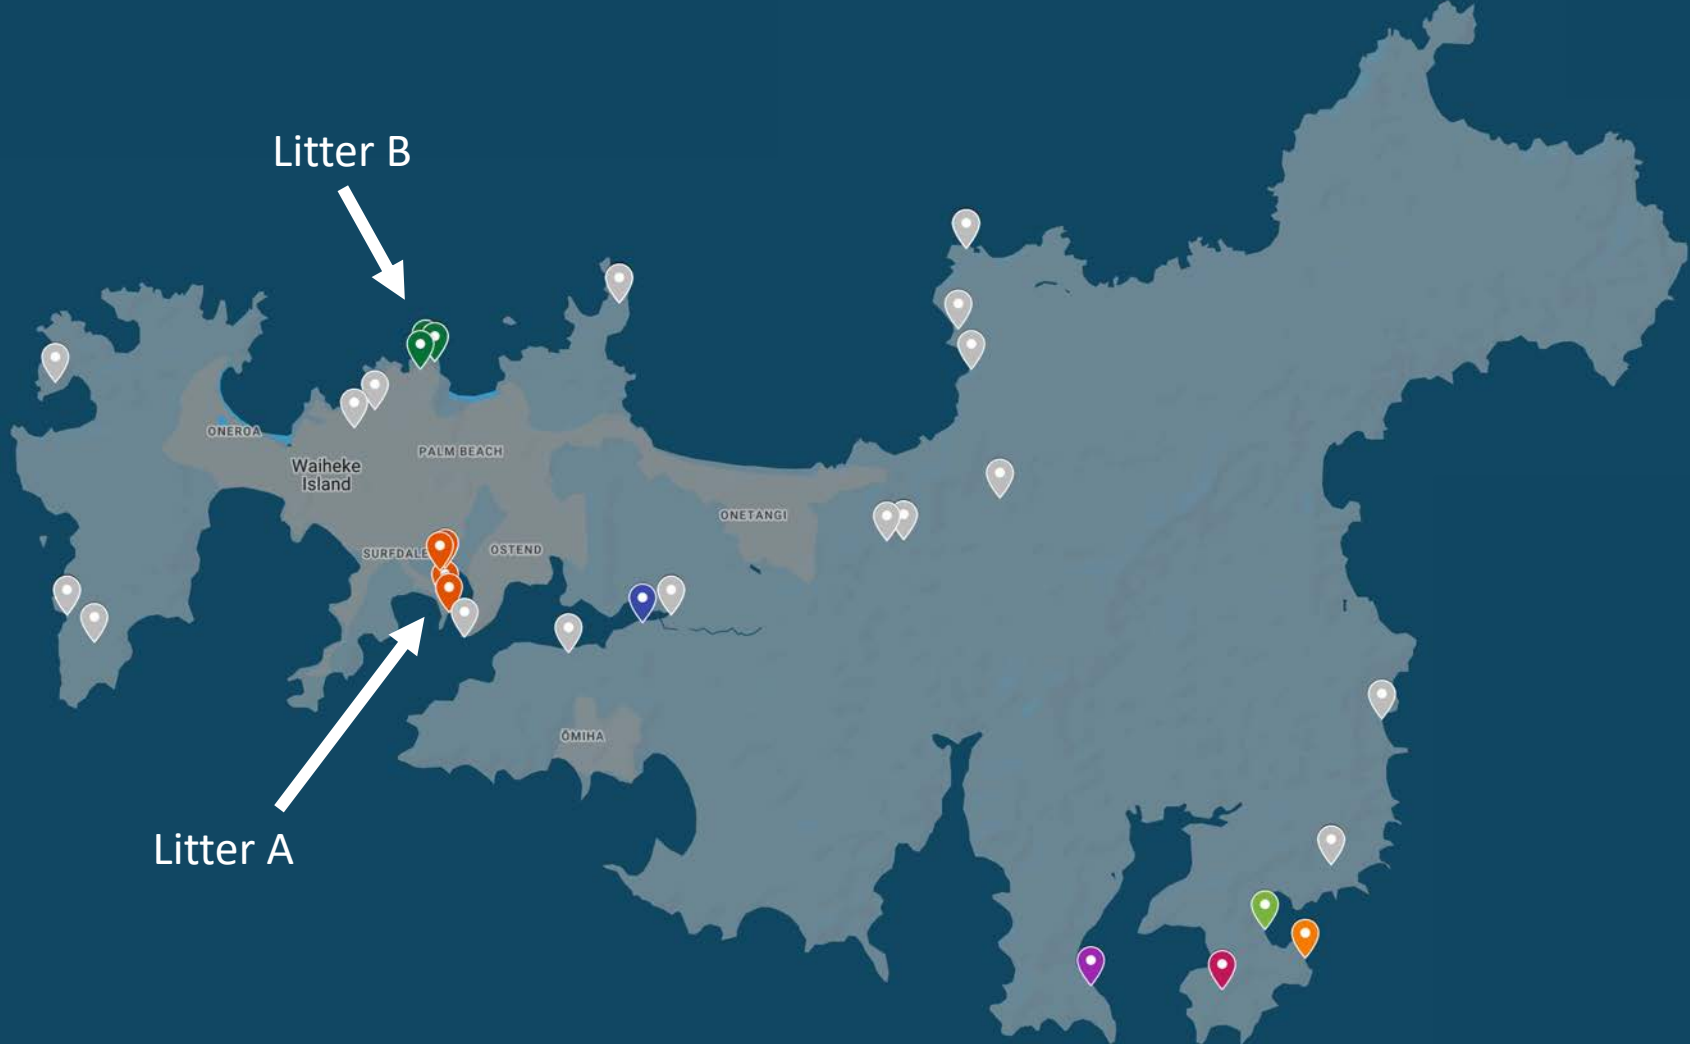 Litter B
ONEROA
PALM BEACH
Waiheke
Island
ONETANGI
SURFDALE
OSTEND
ŌMIHA
Litter A